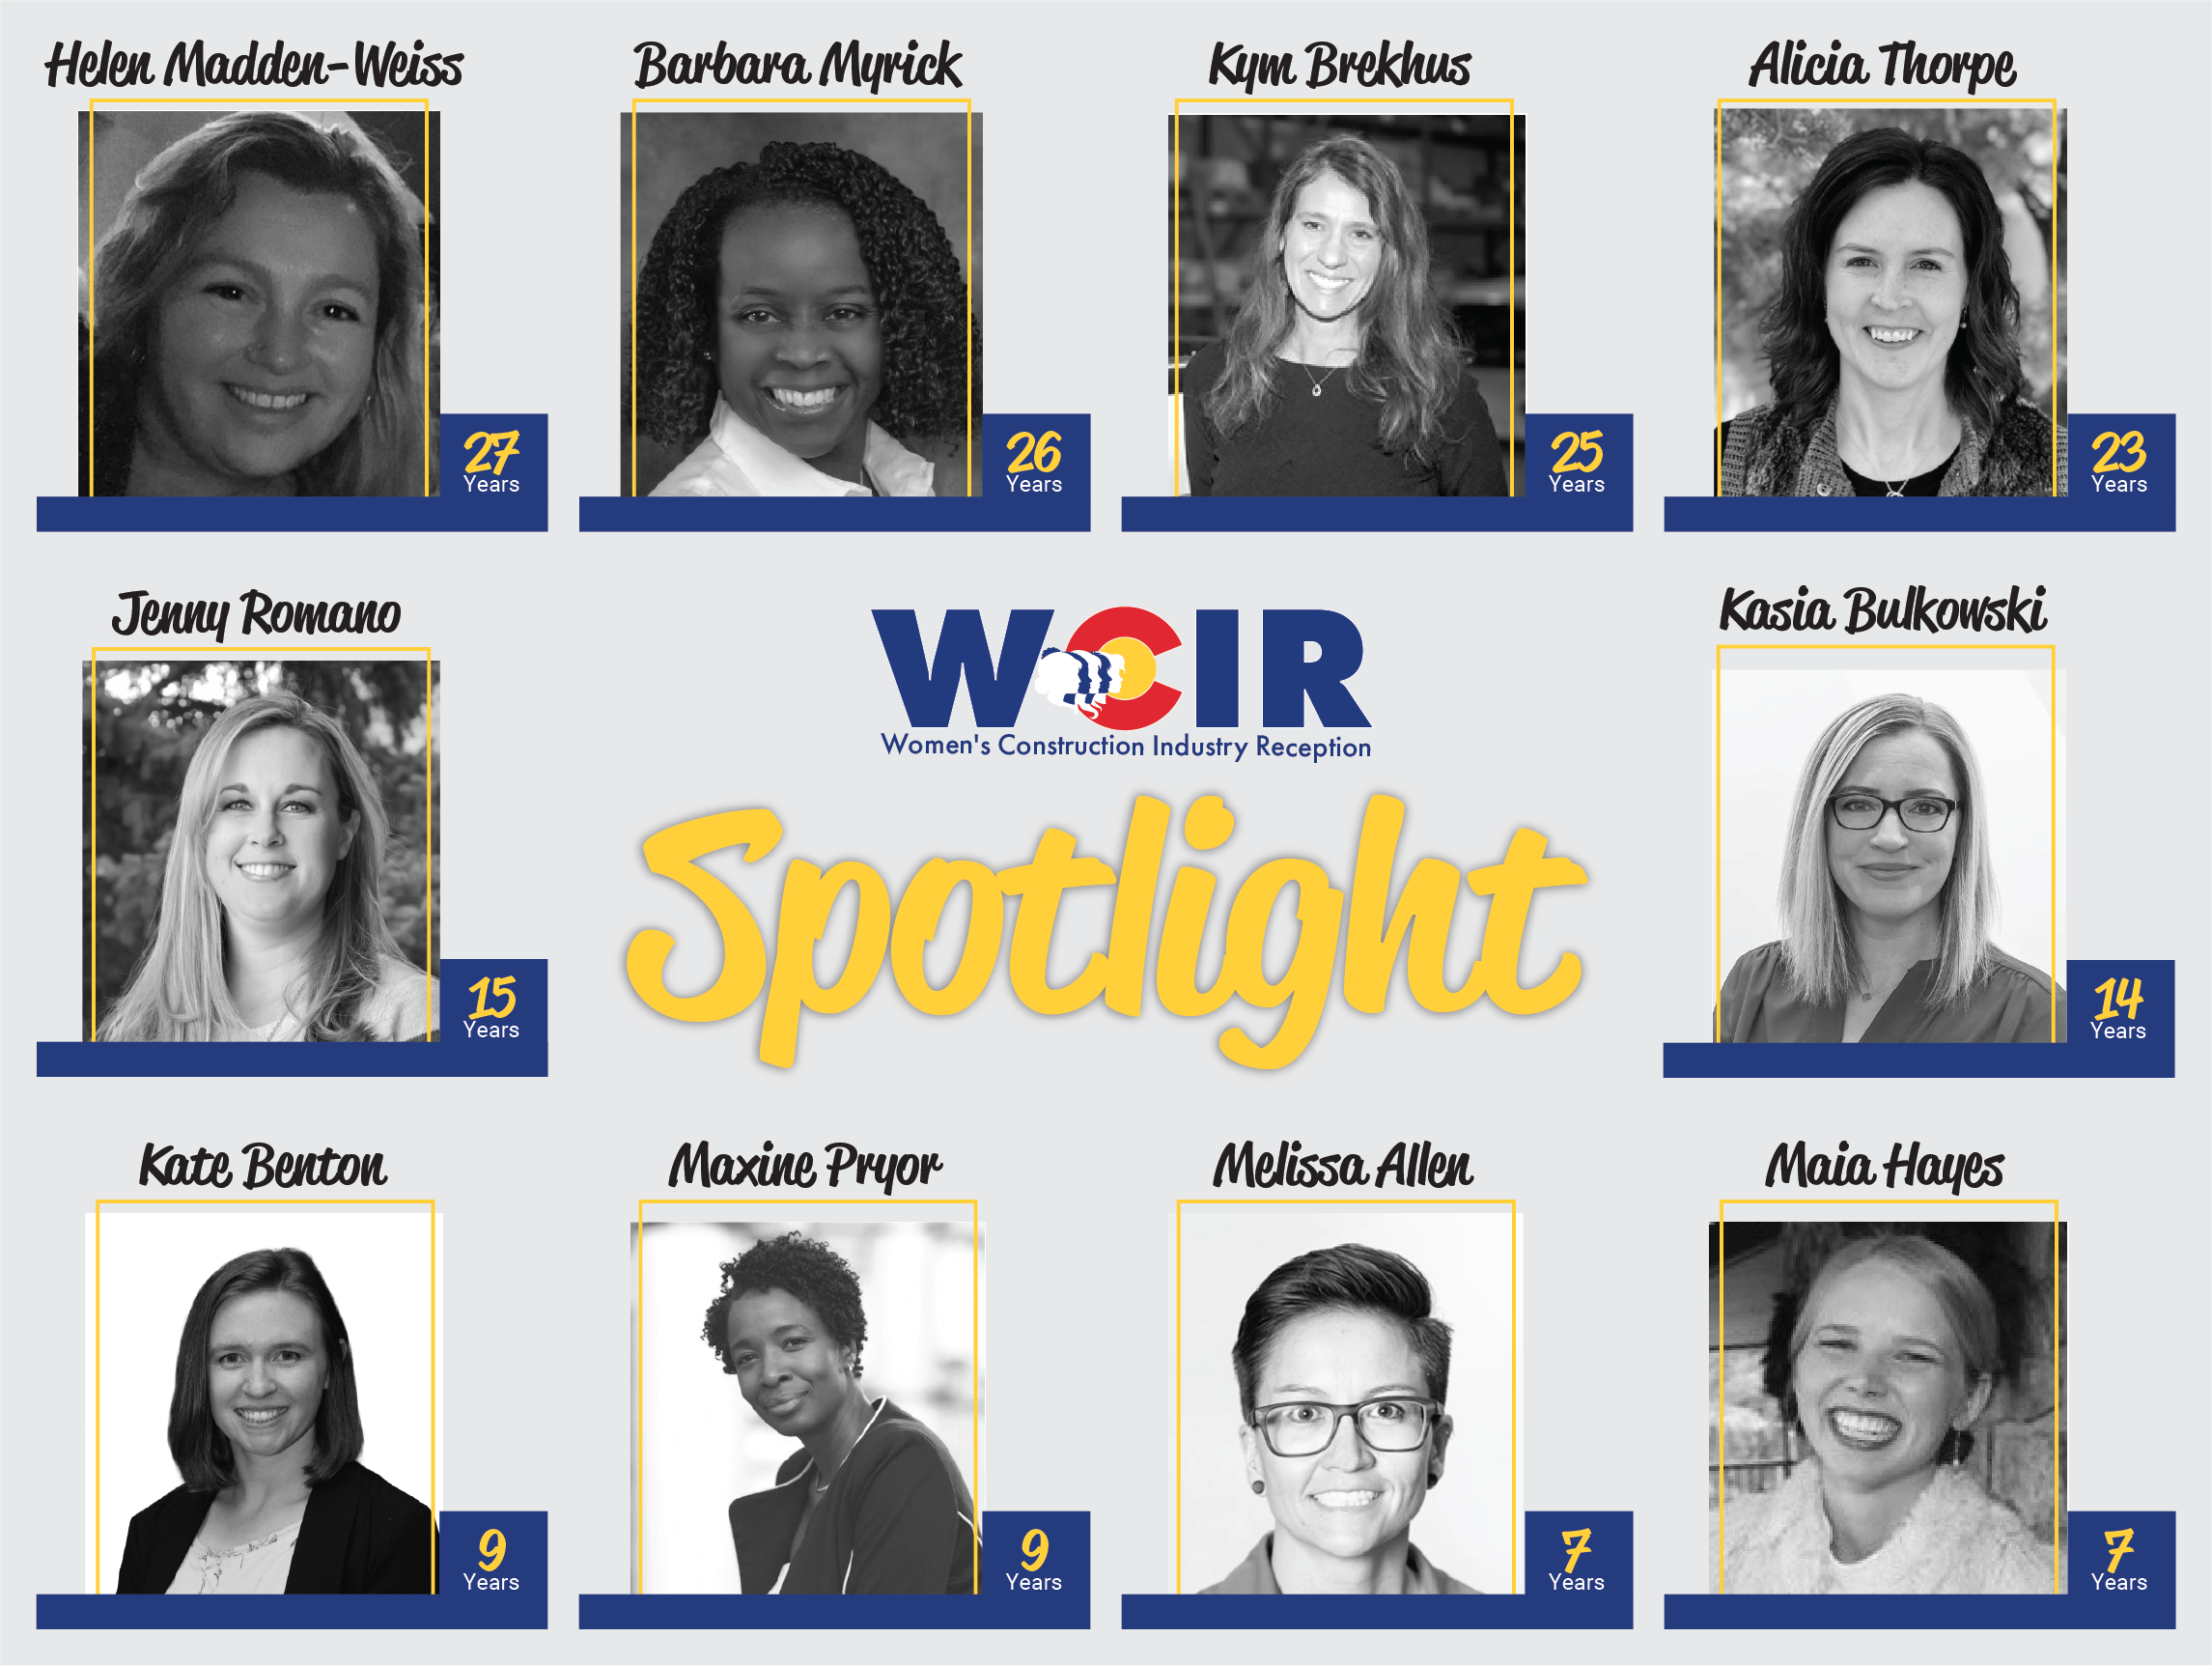 Helen Madden-Weiss
27
Years
Barbara Myrick
26
Years
Kym Brekhus
25
Years
Alicia Thorpe
23
Years
Jenny Romano
15
Years
WCIR
Women's Construction Industry Reception
Spotlight
Kasia Bulkowski
14
Years
Kate Benton
9
Years
Maxine Pryor
9
Years
Melissa Allen
7
Years
Maia Hayes
7
Years